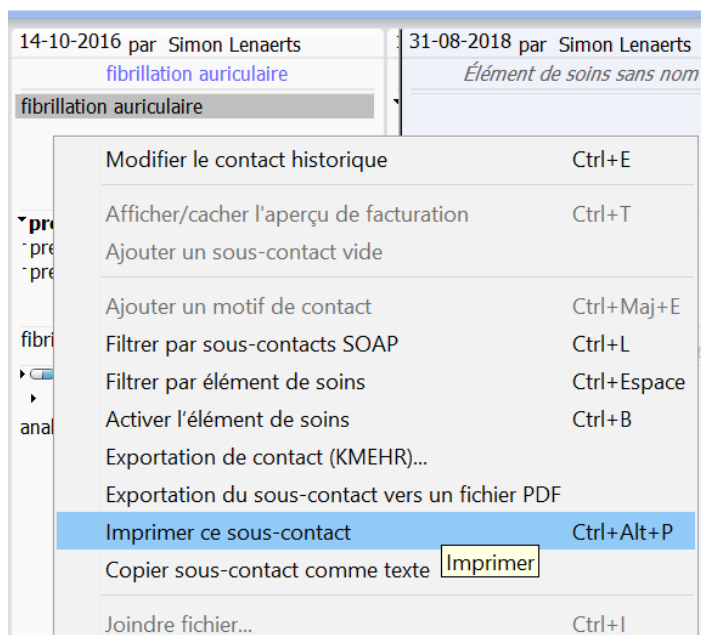 14-10-2016 par Simon Lenaerts
31-08-2018 par Simon Lenaerts
fibrillation auriculaire
Élément de soins sans nom
fibrillation auriculaire
Modifier le contact historique Ctrl+E
Afficher/cacher l'aperçu de facturation Ctrl+T
Ajouter un sous-contact vide
Ajouter un motif de contact Ctrl+Maj+E
Filtrer par sous-contacts SOAP Ctrl+L
Filtrer par élément de soins Ctrl+Espace
Activer l’élément de soins Ctrl+B
Exportation de contact (KMEHR)...
Exportation du sous-contact vers un fichier PDF
Imprimer ce sous-contact Ctrl+Alt+P
Imprimer
Copier sous-contact comme texte
Joindre fichier... Ctrl+I